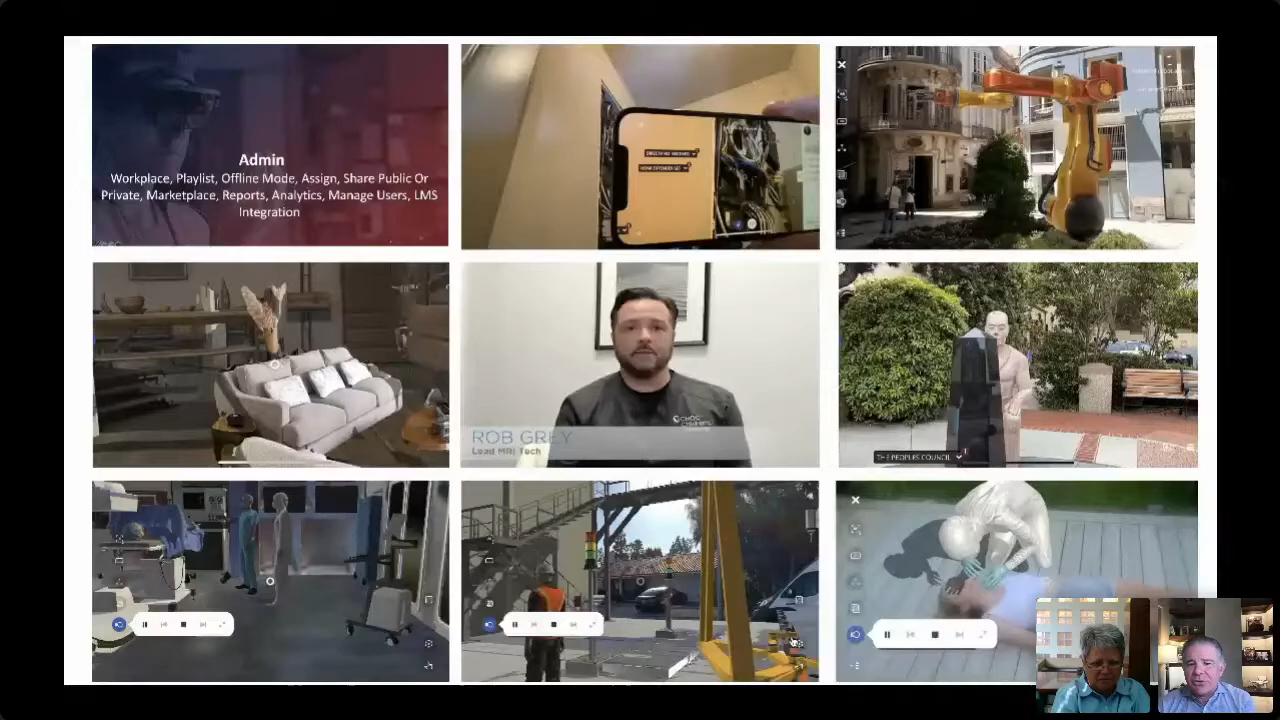 Admin
Workplace, Playlist, Offline Mode, Assign, Share Public Or
Private, Marketplace, Reports, Analytics, Manage Users, LMS
Integration
ROB GREY
Lead MRI Tech
THE PEOPLES COUNCIL